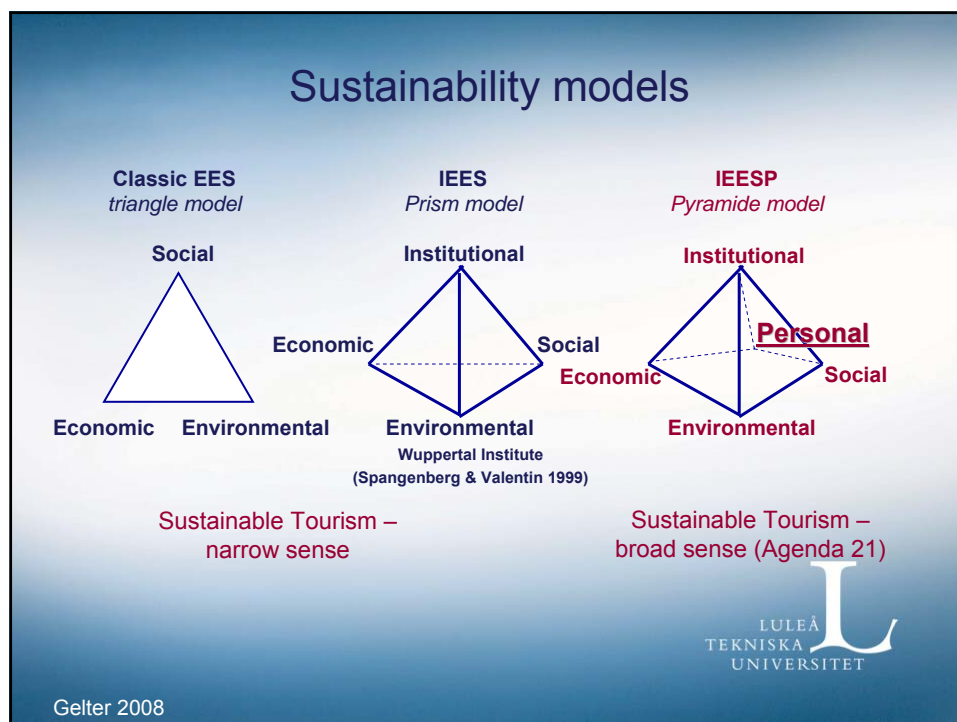 Sustainability models
Classic EES
triangle model
Social
Economic
Environmental
IEES
Prism model
Institutional
Economic
Social
Environmental
Wuppertal Institute
(Spangenberg & Valentin 1999)
IEESP
Pyramide model
Institutional
Personal
Economic
Social
Environmental
Sustainable Tourism –
narrow sense
Sustainable Tourism –
broad sense (Agenda 21)
L
LULEÅ
TEKNISKA
UNIVERSITET
Gelter 2008